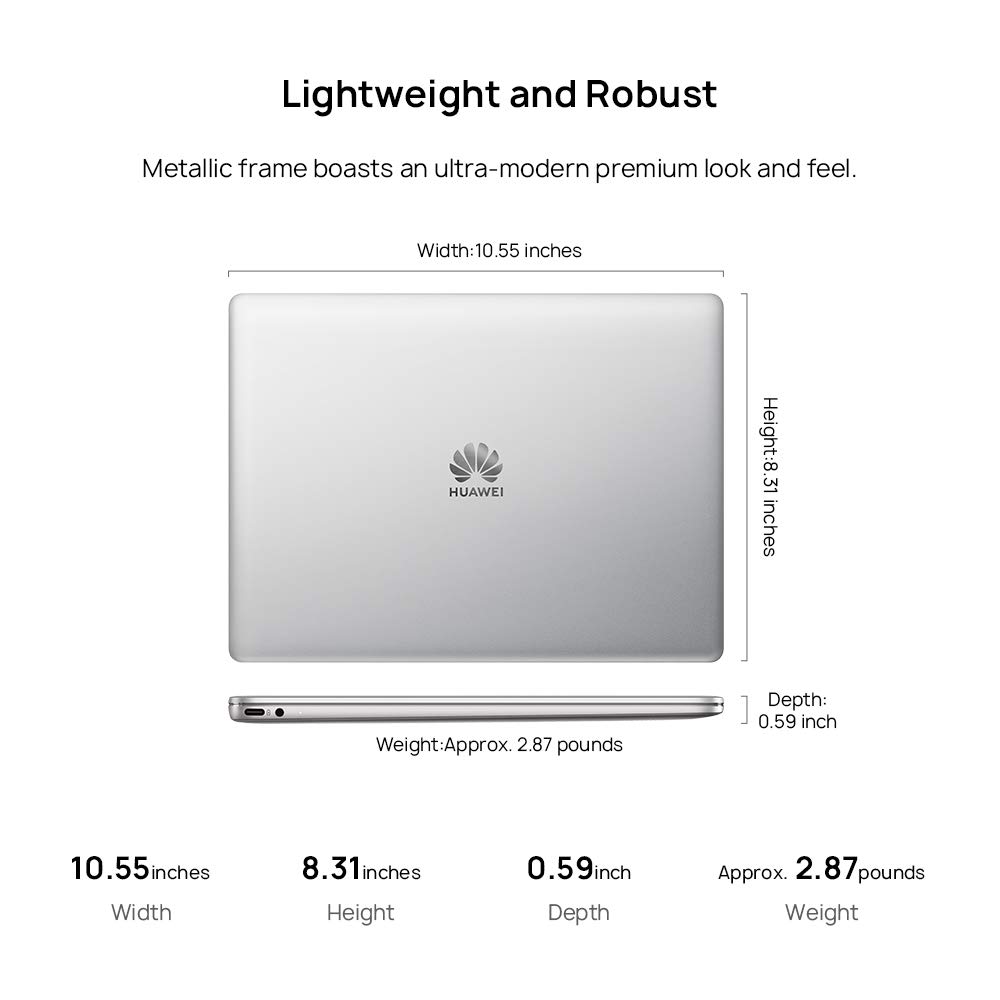 Lightweight and Robust
Metallic frame boasts an ultra-modern premium look and feel.
Width:10.55 inches
HUAWEI
Height:8.31 inches
Depth:
0.59 inch
Weight:Approx. 2.87 pounds
10.55inches 8.31inches 0.59inch Approx. 2.87pounds
Width Height Depth Weight